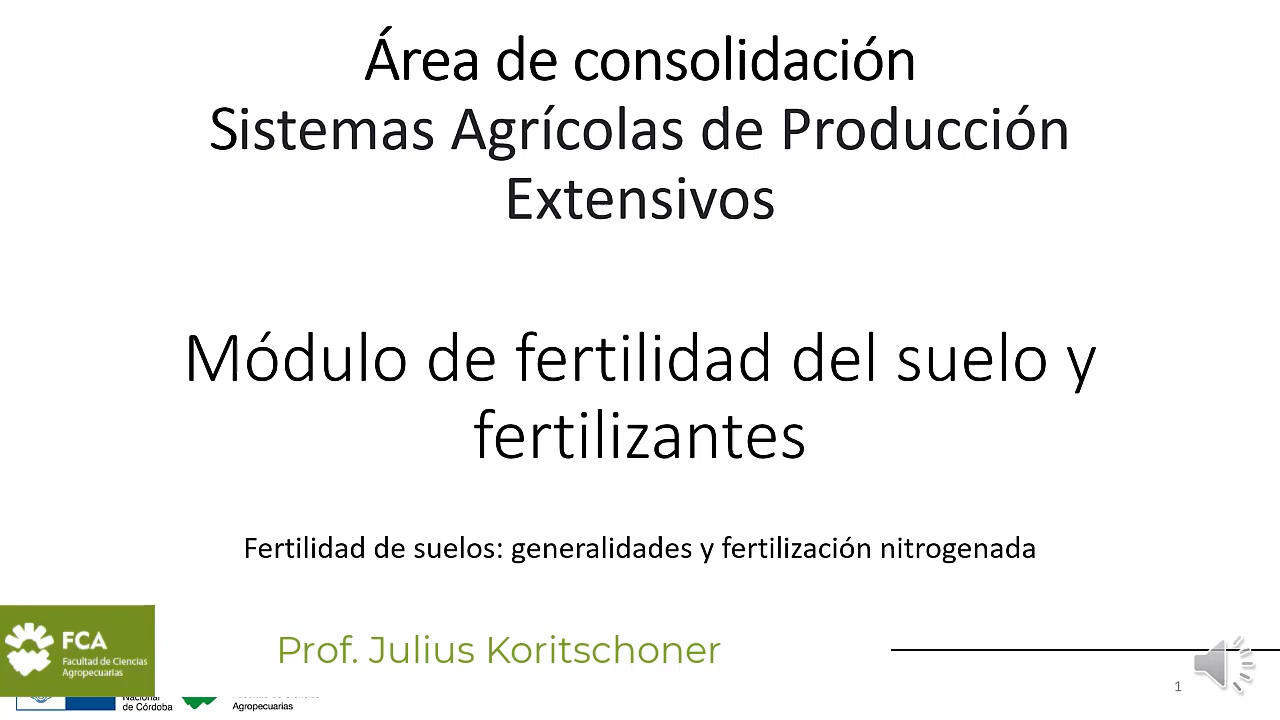 Área de consolidación
Sistemas Agrícolas de Producción
Extensivos
Módulo de fertilidad del suelo y
fertilizantes
Fertilidad de suelos: generalidades y fertilización nitrogenada
FCA
Facultad de Ciencias
Agropecuarias
Prof. Julius Koritschoner
1
Nacional
de Córdoba
Agropecuarias